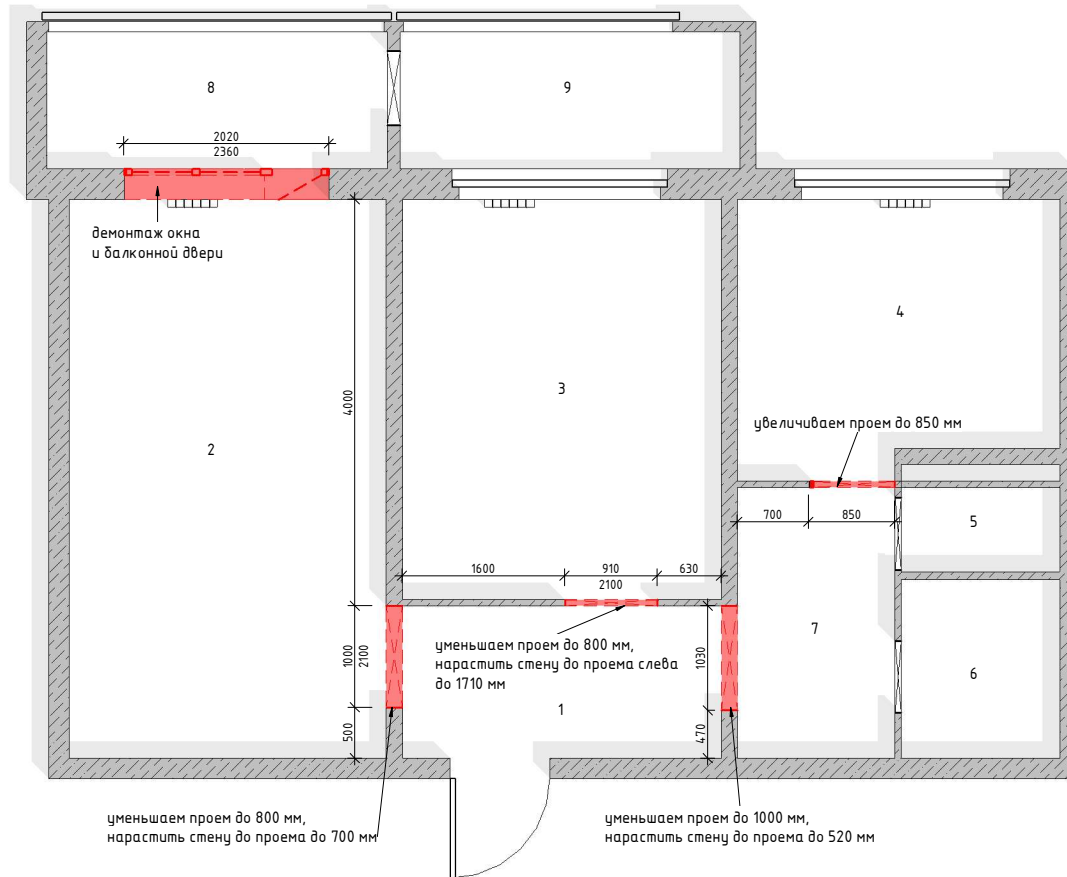 8
9
2020
2360
демонтаж окна
и балконной двери
4
3
2
4000
увеличиваем проем до 850 мм
700
850
5
1600
910
2100
630
7
6
1000
2100
500
уменьшаем проем до 800 мм,
нарастить стену до проема слева
до 1710 мм
1
1030
470
уменьшаем проем до 800 мм,
нарастить стену до проема до 700 мм
уменьшаем проем до 1000 мм,
нарастить стену до проема до 520 мм